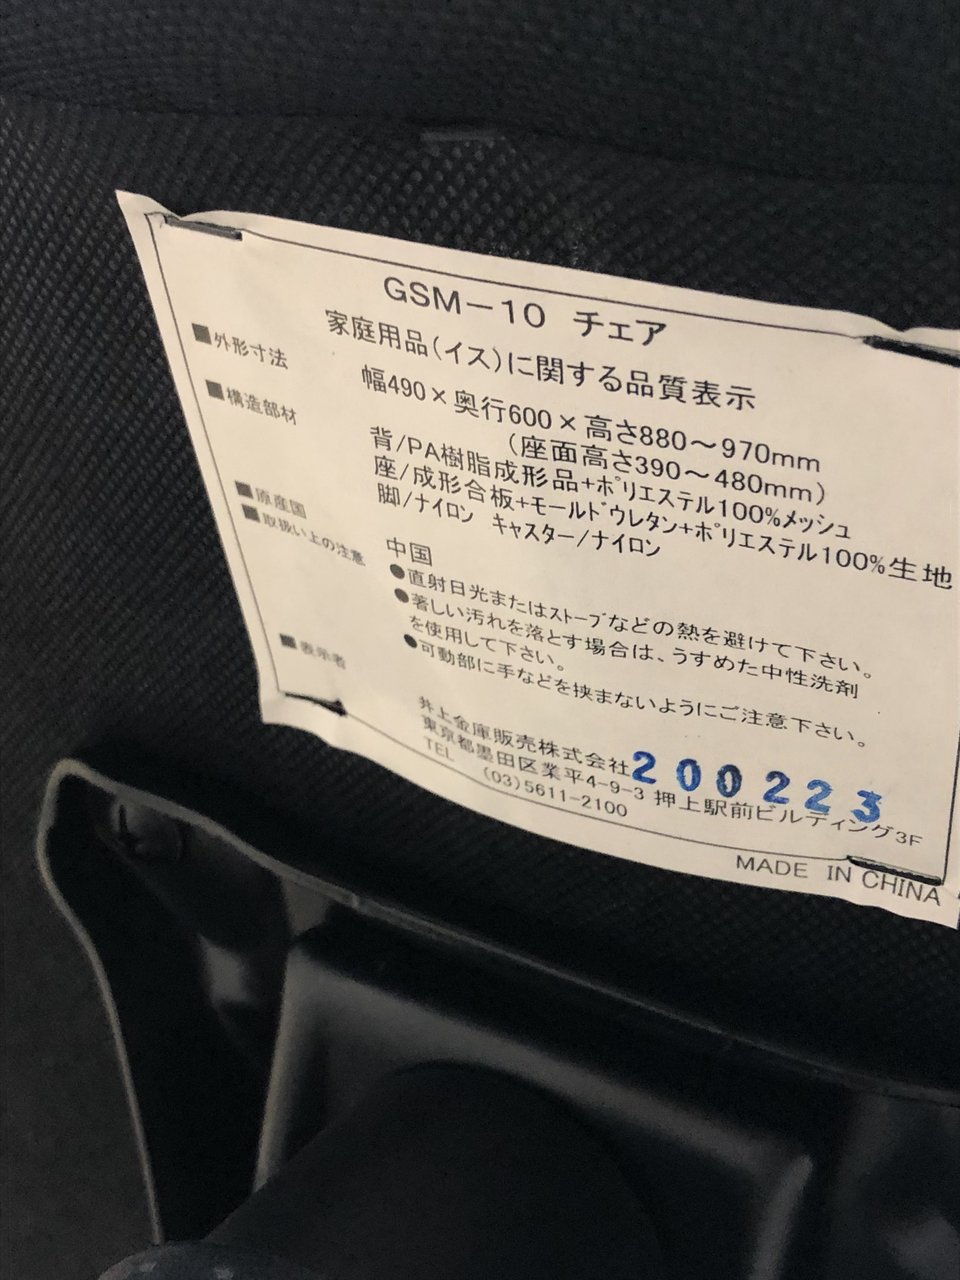 GSM-10 チェア
家庭用品(イス)に関する品質表示
■外形寸法 幅490×奥行600×高さ880～970mm
(座面高さ390～480mm)
■構造部材 背/PA樹脂成形品+ポリエステル100%メッシュ
座/成形合板+モールドウレタン+ポリエステル100%生地
脚/ナイロン キャスター/ナイロン
■原産国 中国
■取扱い上の注意 ●直射日光またはストーブなどの熱を避けて下さい。
●著しい汚れを落とす場合は、うすめた中性洗剤
を使用して下さい。
●可動部に手などを挟まないようにご注意下さい。
■表示者 井上金庫販売株式会社
200223
東京都墨田区業平4-9-3 押上駅前ビルディング3F
TEL (03)5611-2100
MADE IN CHINA